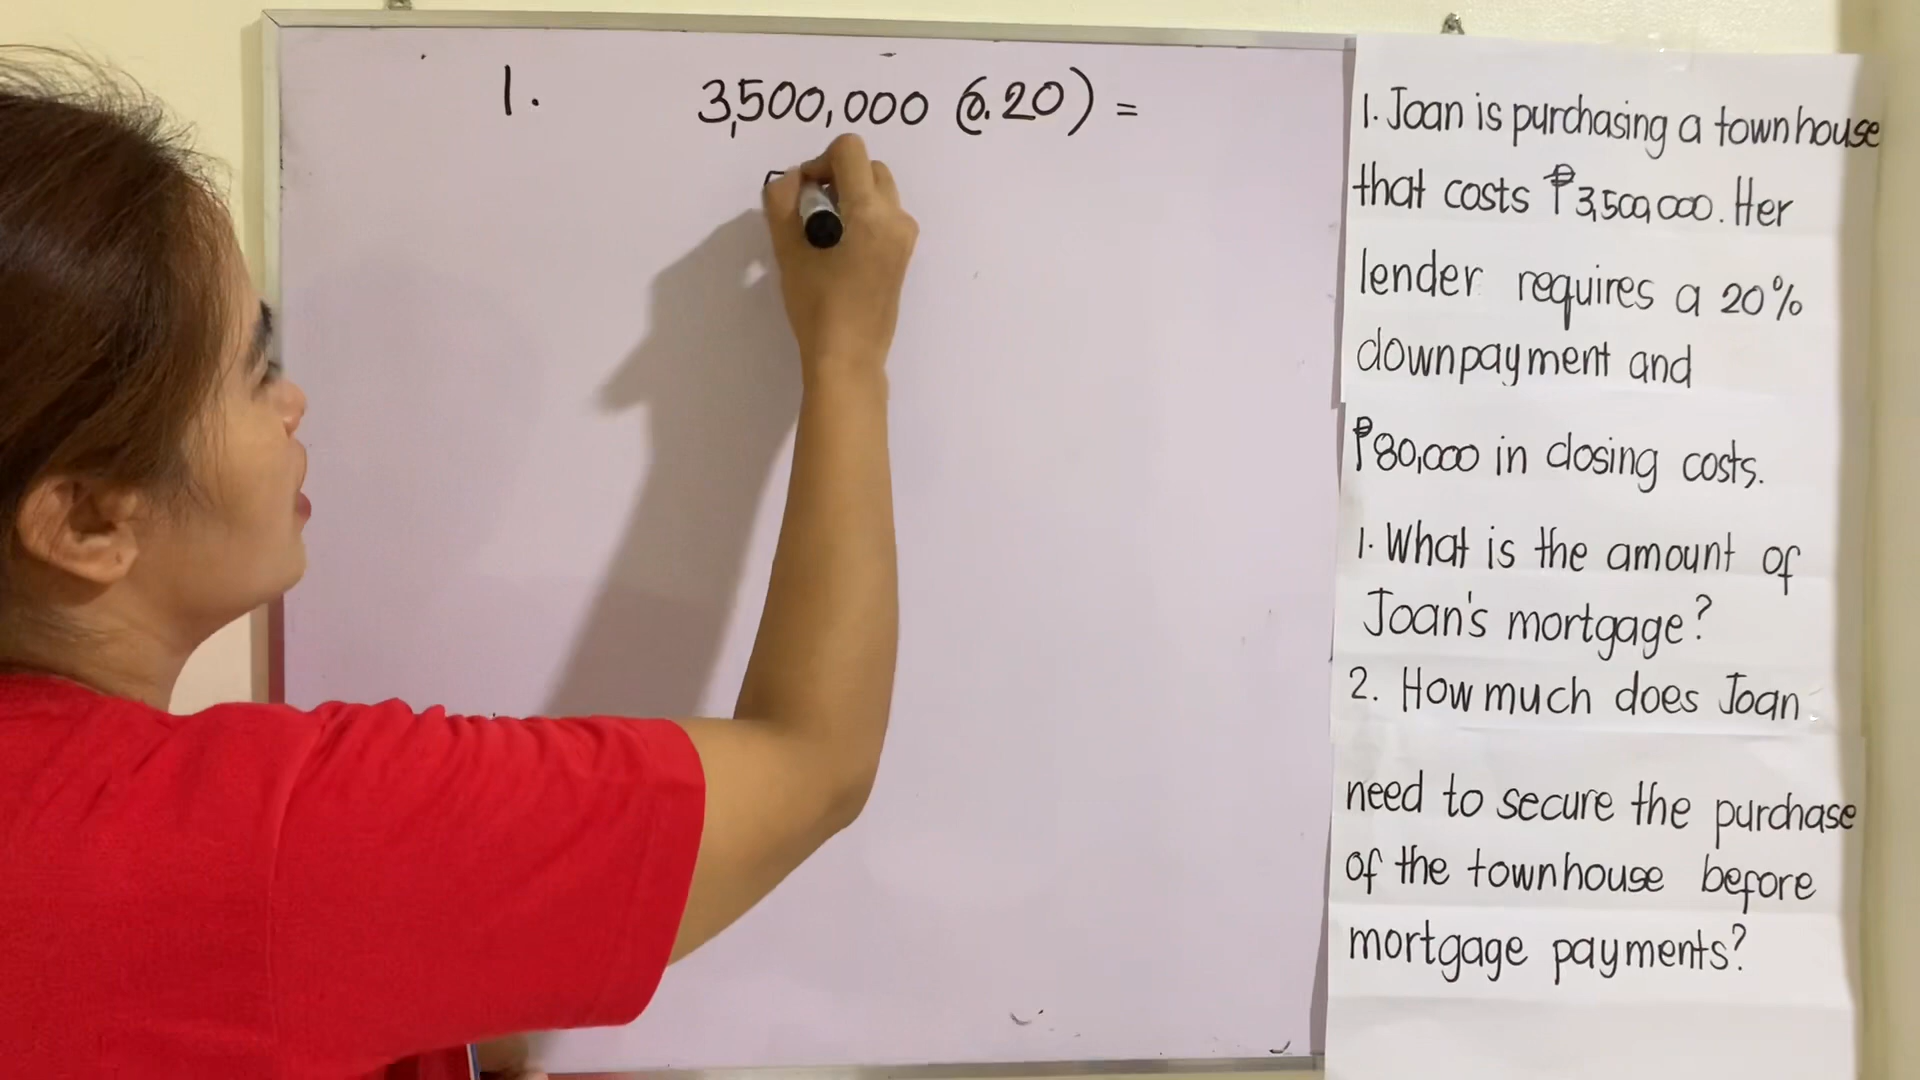 1. 3,500,000 (0.20) =
1. Joan is purchasing a townhouse
that costs ₱3,500,000. Her
lender requires a 20%
downpayment and
₱80,000 in closing costs.
1. What is the amount of
Joan's mortgage?
2. How much does Joan
need to secure the purchase
of the townhouse before
mortgage payments?